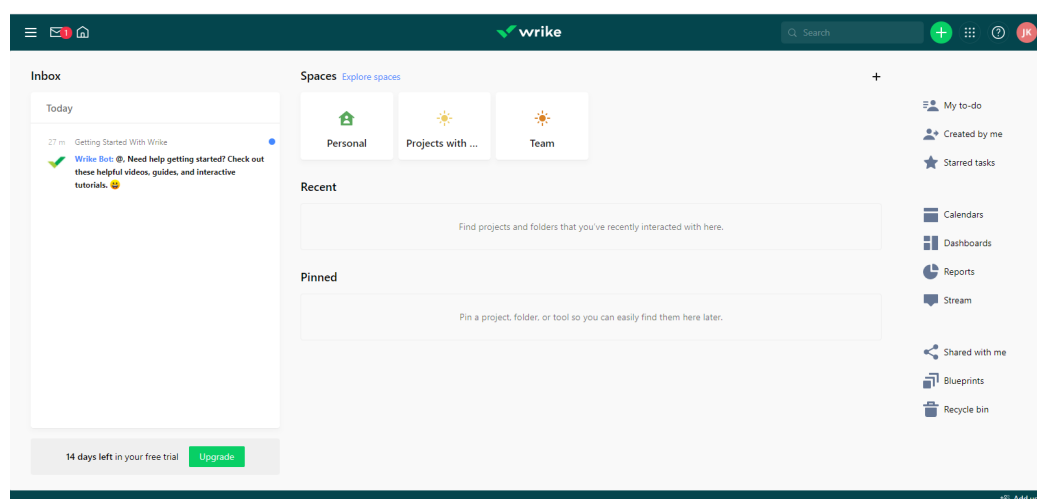 1
wrike
Search
JK
Inbox
Today
27 m Getting Started With Wrike
Wrike Bot: @, Need help getting started? Check out
these helpful videos, guides, and interactive
tutorials. 😀
14 days left in your free trial Upgrade
Spaces Explore spaces +
Personal
Projects with ...
Team
Recent
Find projects and folders that you've recently interacted with here.
Pinned
Pin a project, folder, or tool so you can easily find them here later.
My to-do
Created by me
Starred tasks
Calendars
Dashboards
Reports
Stream
Shared with me
Blueprints
Recycle bin
Add